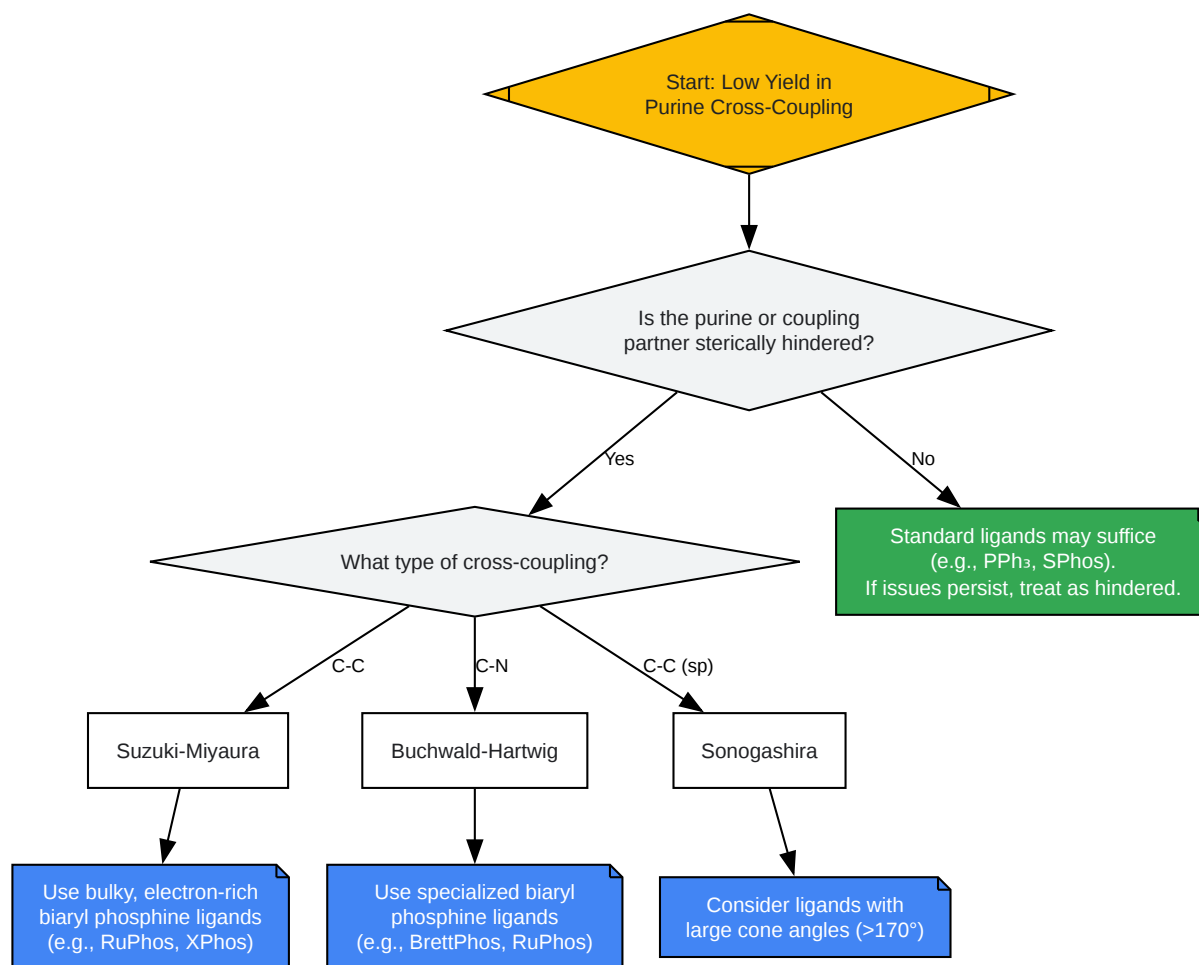 Start: Low Yield in
Purine Cross-Coupling
Is the purine or coupling
partner sterically hindered?
Yes
No
Standard ligands may suffice
(e.g., PPh₃, SPhos).
If issues persist, treat as hindered.
What type of cross-coupling?
C-C
C-N
C-C (sp)
Suzuki-Miyaura
Buchwald-Hartwig
Sonogashira
Use bulky, electron-rich
biaryl phosphine ligands
(e.g., RuPhos, XPhos)
Use specialized biaryl
phosphine ligands
(e.g., BrettPhos, RuPhos)
Consider ligands with
large cone angles (>170°)